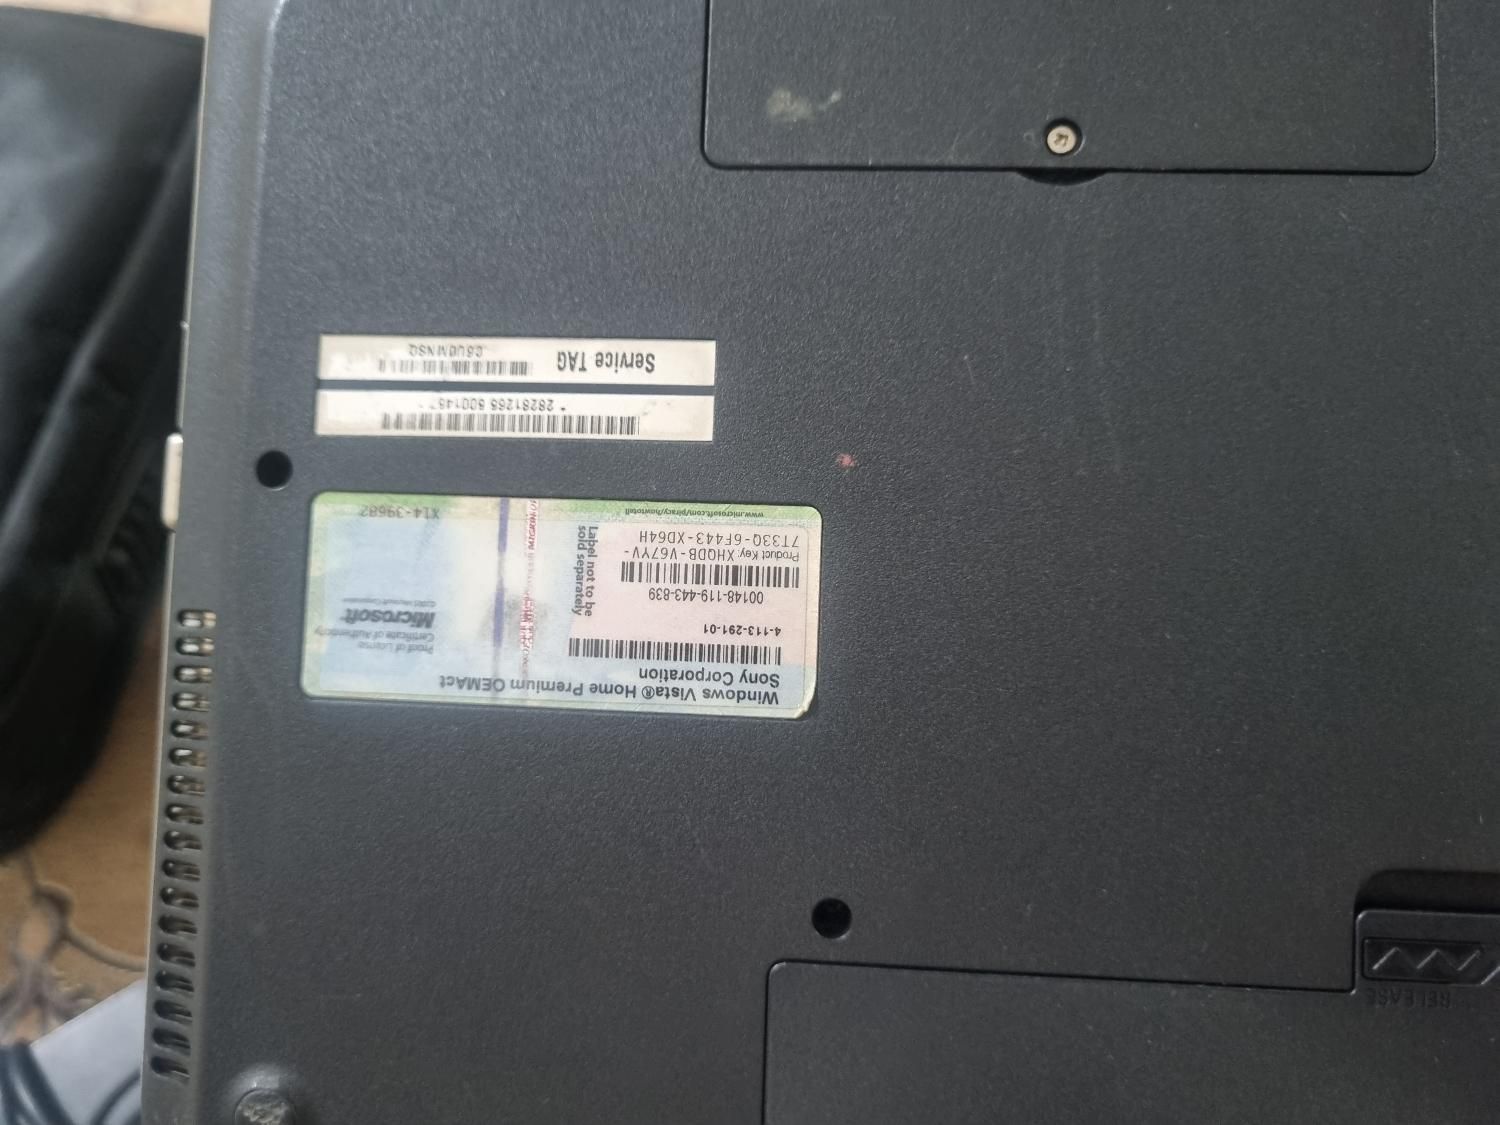 Windows Vista® Home Premium OEMAct
Sony Corporation
4-113-291-01
00148-119-443-839
Product Key: XHQDB-V67YV-
7T33Q-6F443-XD64H
Label not to be
sold separately
www.microsoft.com/piracy/howtotell
Proof of License
Certificate of Authenticity
Microsoft®
X14-39682
Service TAG
RELEASE